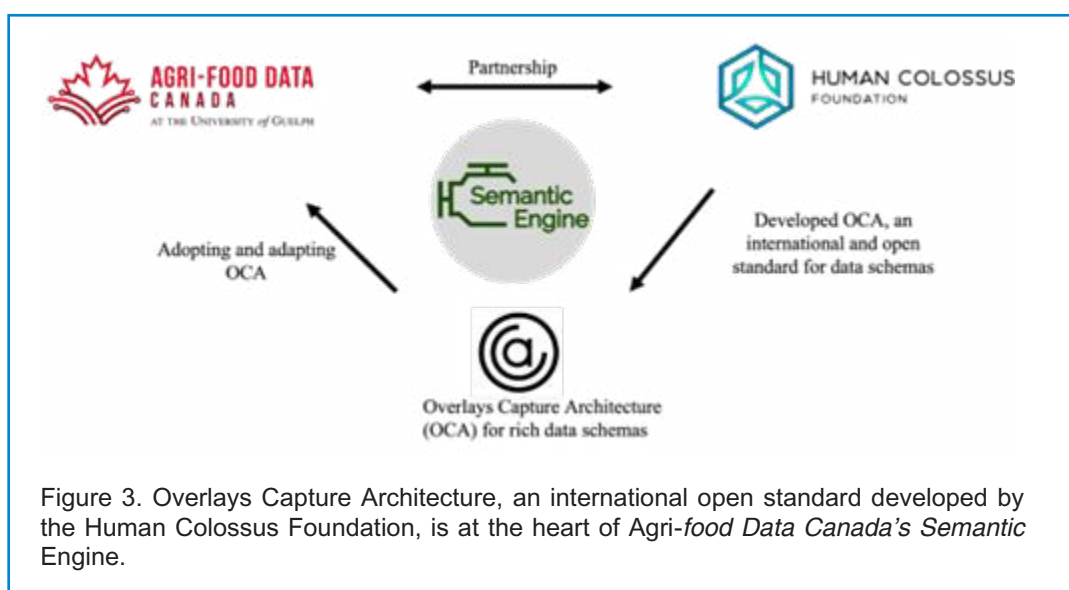 AGRI-FOOD DATA
CANADA
AT THE UNIVERSITY of GUELPH
Partnership
HUMAN COLOSSUS
FOUNDATION
Semantic
Engine
Adopting and adapting
OCA
Developed OCA, an
international and open
standard for data schemas
a
Overlays Capture Architecture
(OCA) for rich data schemas
Figure 3. Overlays Capture Architecture, an international open standard developed by
the Human Colossus Foundation, is at the heart of Agri-food Data Canada's Semantic
Engine.